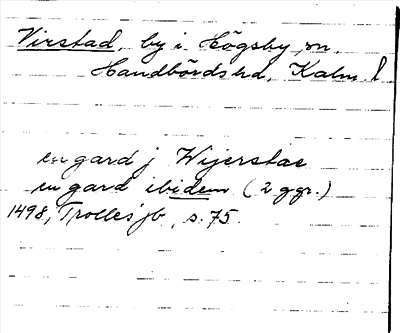 Virstad, by i Högsby sn,
Handbörds hd, Kalm. l
en gard j Wijerstae
en gard ibidem (2 ggr.)
1498, Trolles jb, s. 75.